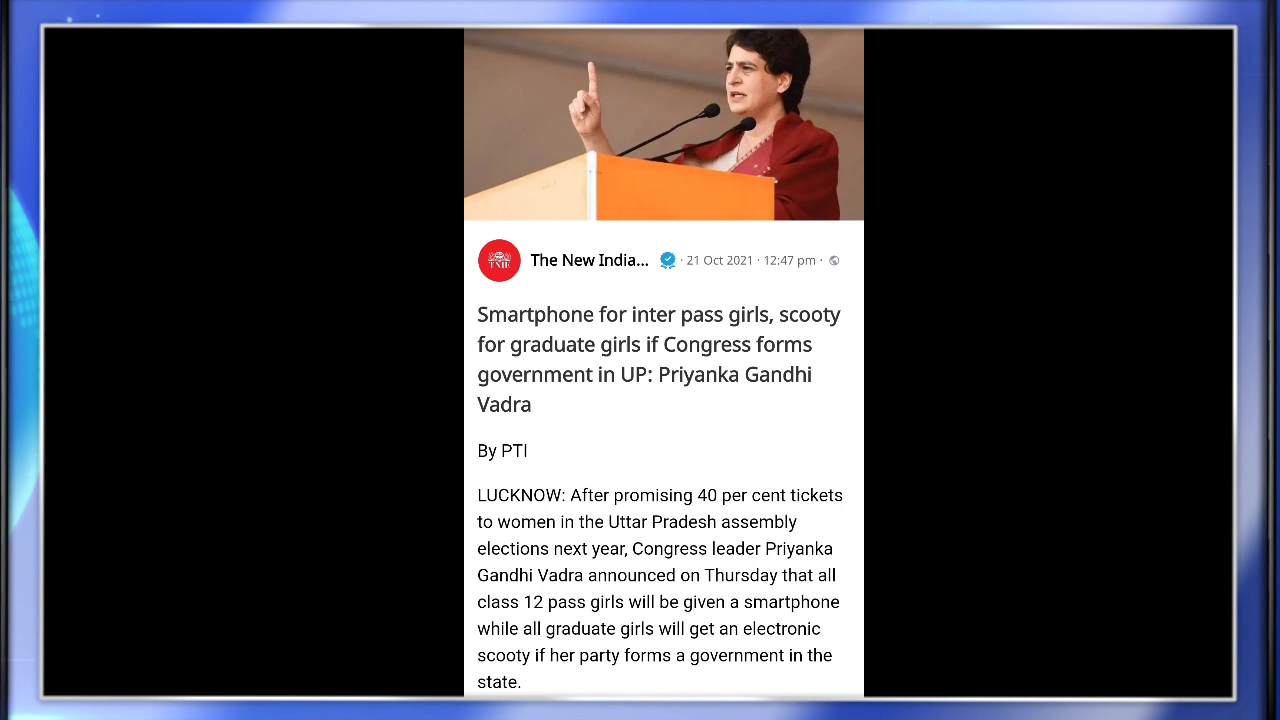 TNIE
The New India... · 21 Oct 2021 · 12:47 pm ·
Smartphone for inter pass girls, scooty
for graduate girls if Congress forms
government in UP: Priyanka Gandhi
Vadra
By PTI
LUCKNOW: After promising 40 per cent tickets
to women in the Uttar Pradesh assembly
elections next year, Congress leader Priyanka
Gandhi Vadra announced on Thursday that all
class 12 pass girls will be given a smartphone
while all graduate girls will get an electronic
scooty if her party forms a government in the
state.